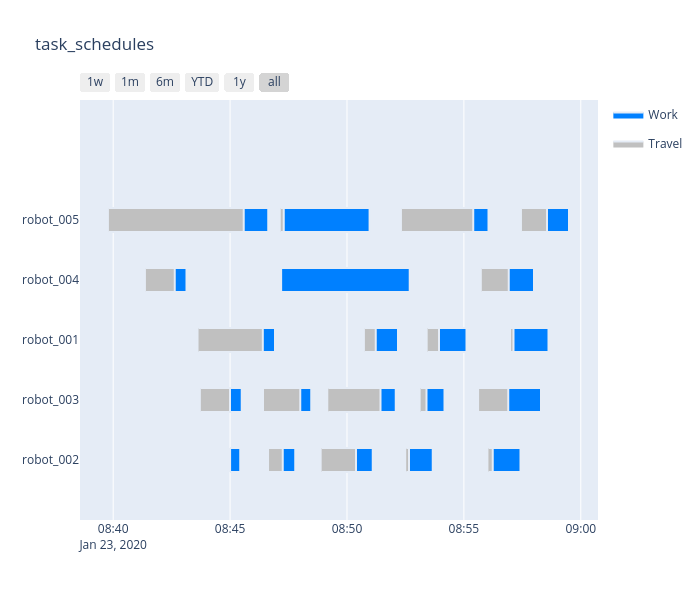 task_schedules
1w 1m 6m YTD 1y all
Work
Travel
robot_005
robot_004
robot_001
robot_003
robot_002
08:40 08:45 08:50 08:55 09:00
Jan 23, 2020